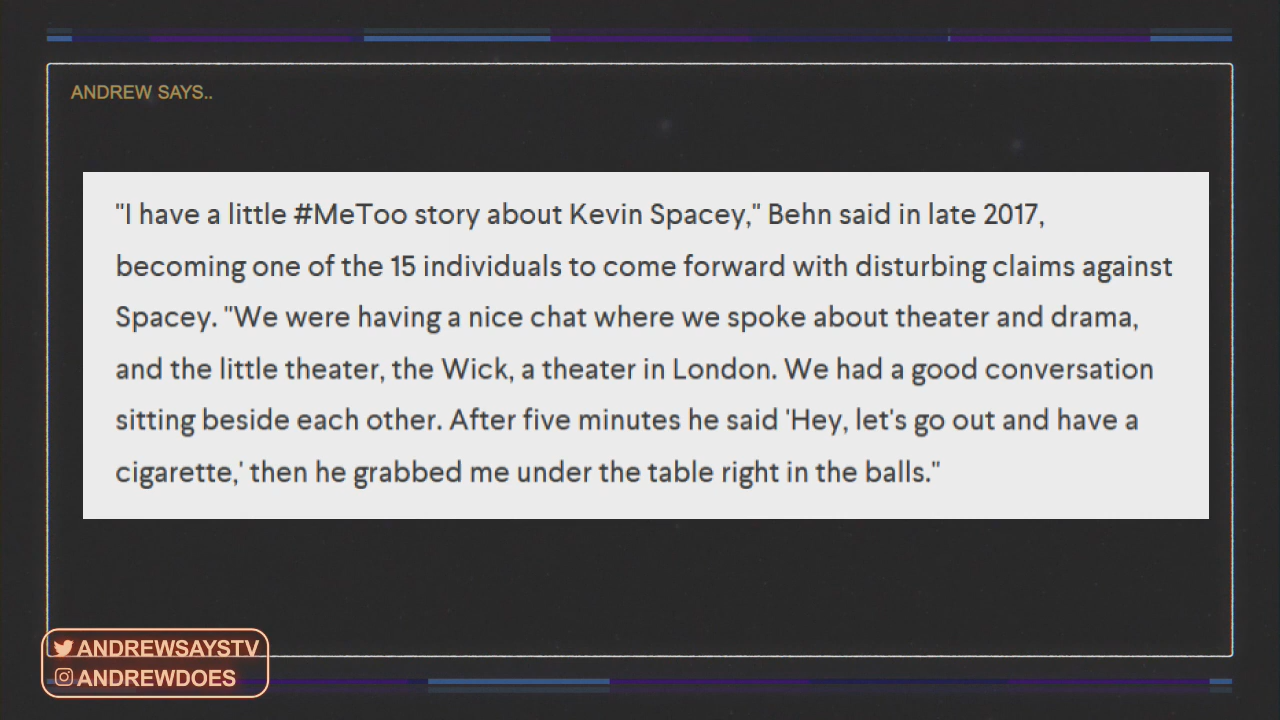 ANDREW SAYS..
"I have a little #MeToo story about Kevin Spacey," Behn said in late 2017,
becoming one of the 15 individuals to come forward with disturbing claims against
Spacey. "We were having a nice chat where we spoke about theater and drama,
and the little theater, the Wick, a theater in London. We had a good conversation
sitting beside each other. After five minutes he said 'Hey, let's go out and have a
cigarette,' then he grabbed me under the table right in the balls."
ANDREWSAYSTV
ANDREWDOES